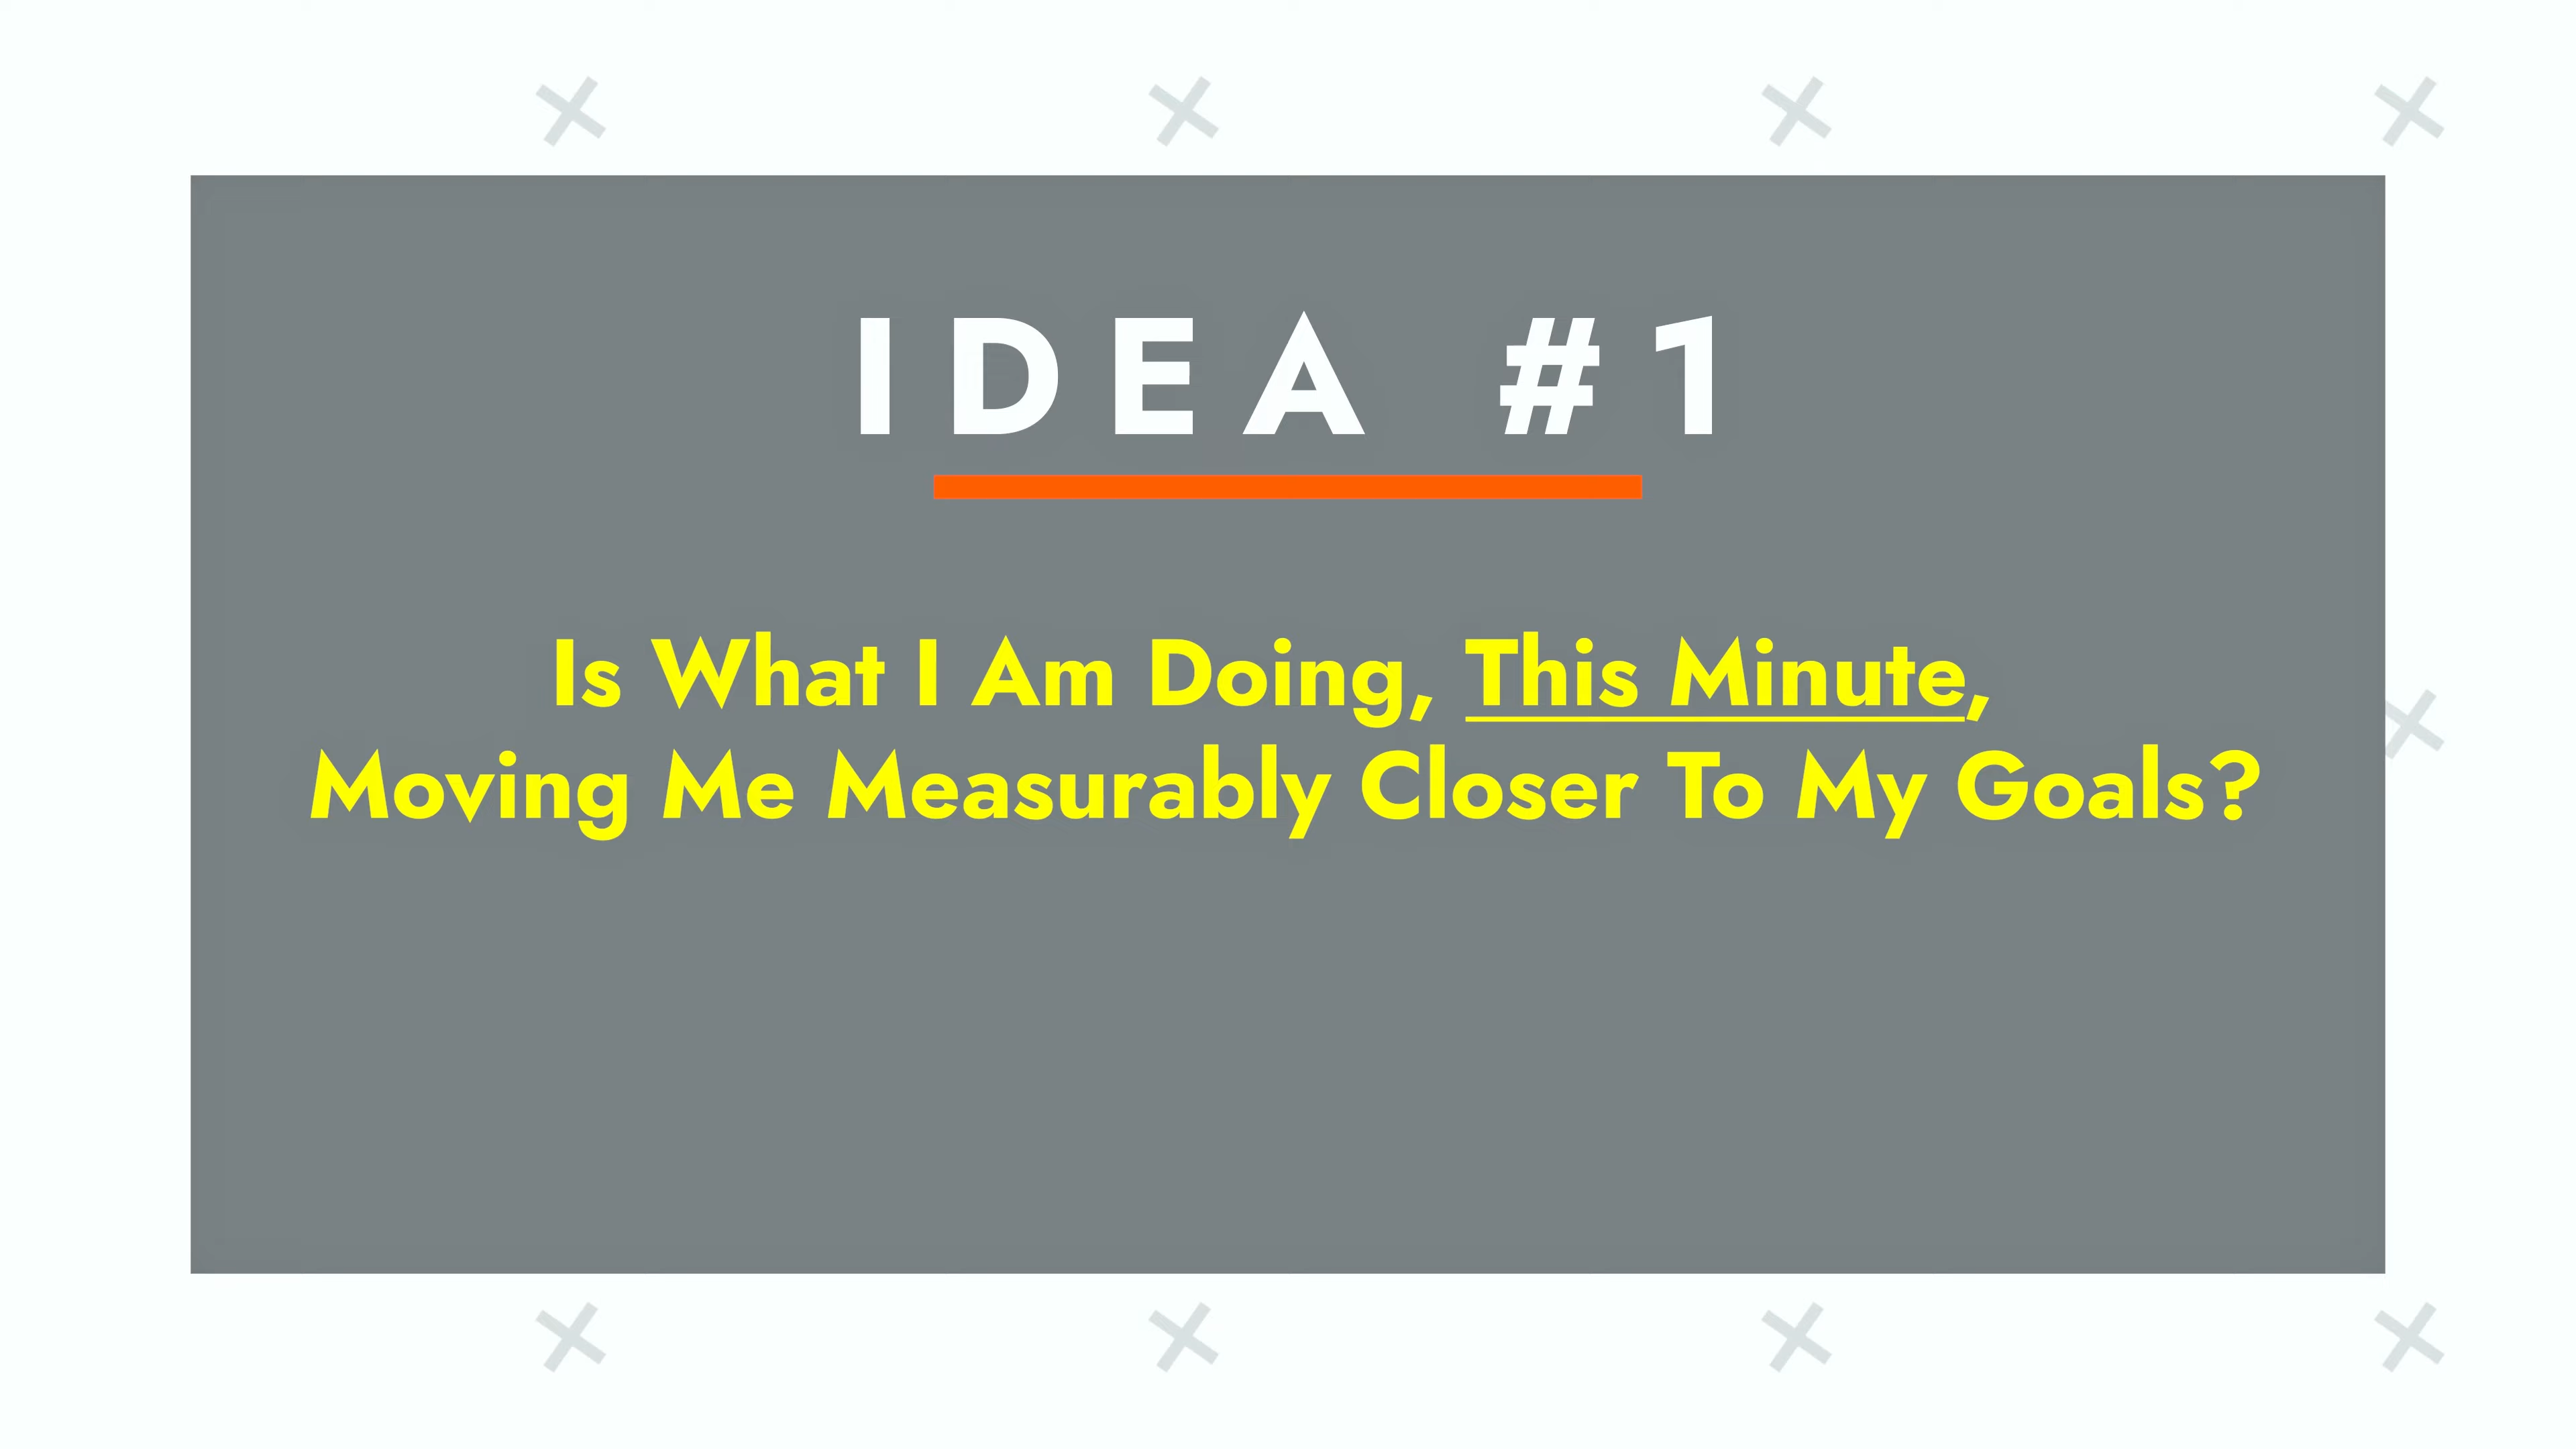 IDEA #1
Is What I Am Doing, This Minute,
Moving Me Measurably Closer To My Goals?